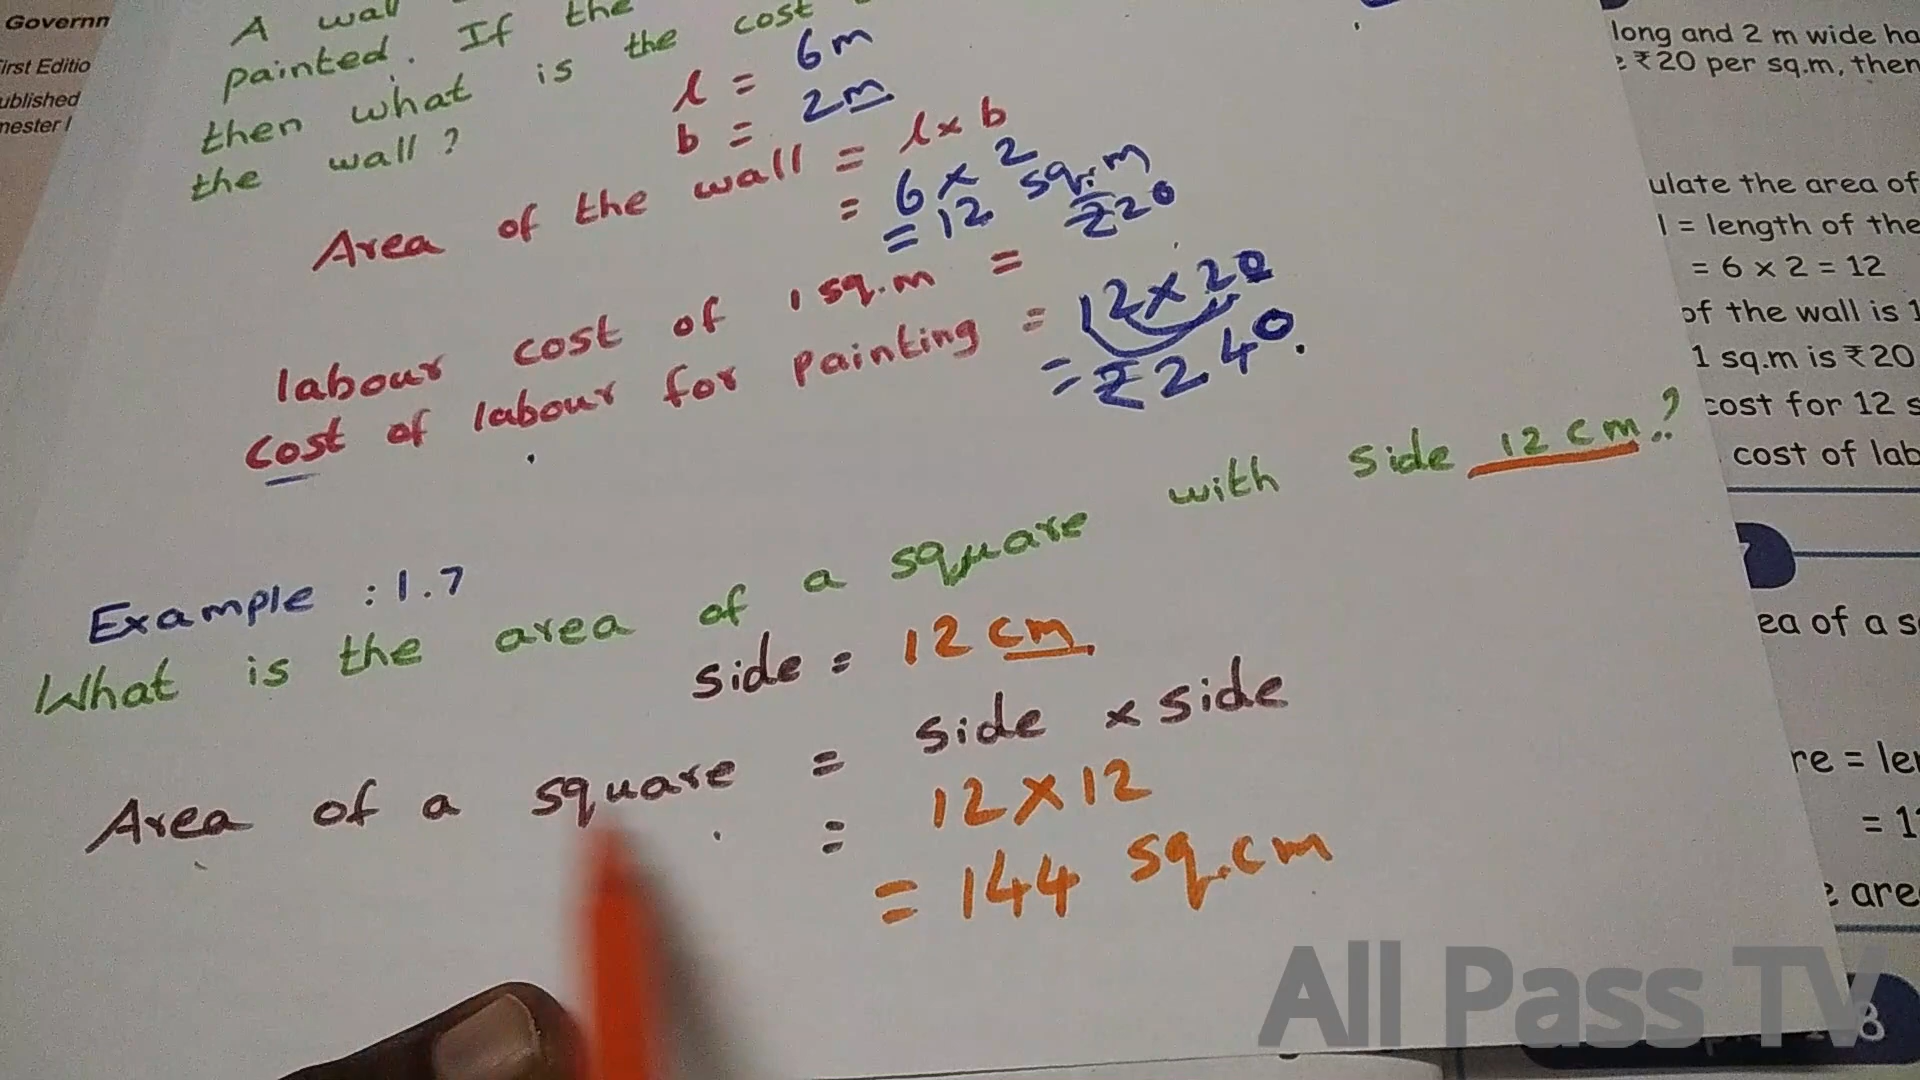 Governn
irst Editio
ublished
nester I
A wall
painted. If the
then what is the cost
the wall?
l = 6m
b = 2m
Area of the wall = l x b
= 6 x 2
= 12 sq.m
labour cost of 1 sq.m = ₹20
cost of labour for painting = 12 x 20
= ₹240.
Example : 1.7
What is the area of a square with side 12 cm.?
side = 12 cm.
Area of a square = side x side
= 12 x 12
= 144 sq.cm
long and 2 m wide ha
₹20 per sq.m, then
ulate the area of
l = length of the
= 6 x 2 = 12
of the wall is 1
1 sq.m is ₹20
cost for 12 s
cost of lab
7
ea of a s
re = le
= 1
e are
All Pass TV
8